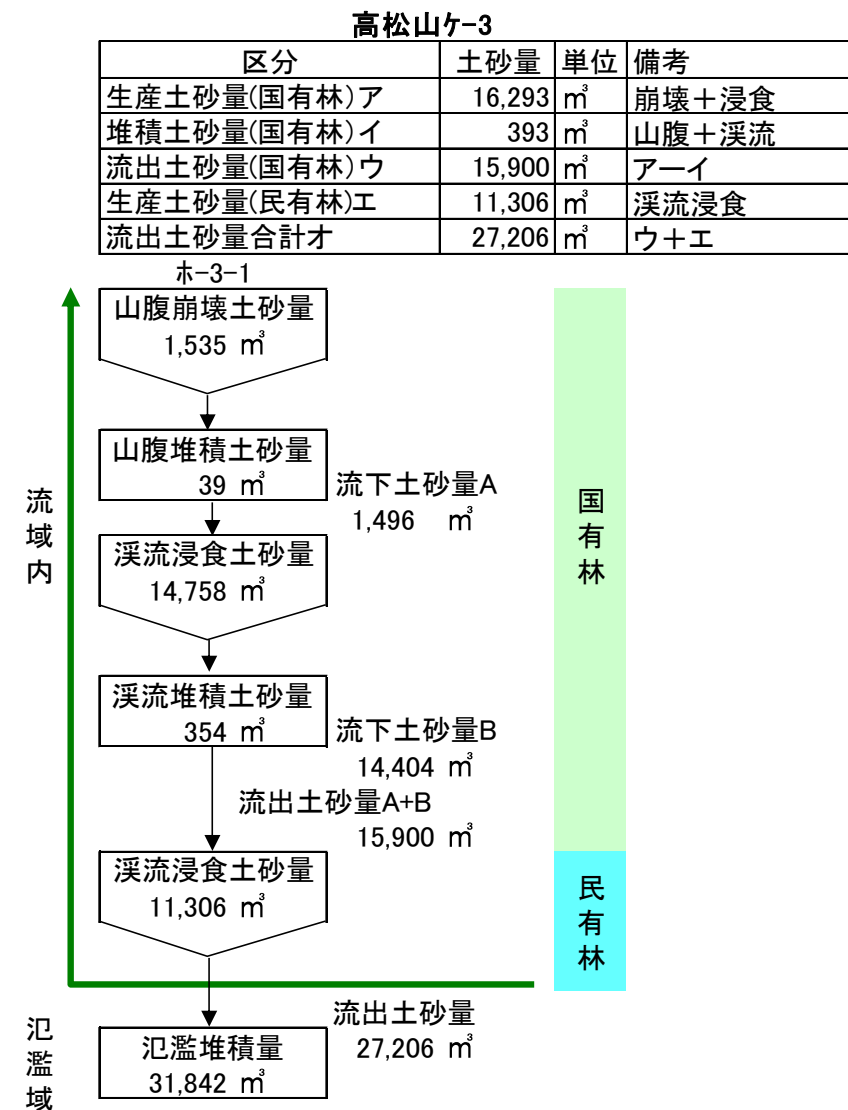 高松山ケ-3
区分 土砂量 単位 備考
生産土砂量(国有林)ア 16,293 ㎥ 崩壊＋浸食
堆積土砂量(国有林)イ 393 ㎥ 山腹＋渓流
流出土砂量(国有林)ウ 15,900 ㎥ アーイ
生産土砂量(民有林)エ 11,306 ㎥ 渓流浸食
流出土砂量合計オ 27,206 ㎥ ウ＋エ
ホ-3-1
山腹崩壊土砂量
1,535 ㎥
山腹堆積土砂量
39 ㎥
流下土砂量A
1,496 ㎥
渓流浸食土砂量
14,758 ㎥
渓流堆積土砂量
354 ㎥
流下土砂量B
14,404 ㎥
流出土砂量A+B
15,900 ㎥
渓流浸食土砂量
11,306 ㎥
流出土砂量
27,206 ㎥
氾濫堆積量
31,842 ㎥
流域内
氾濫域
国有林
民有林